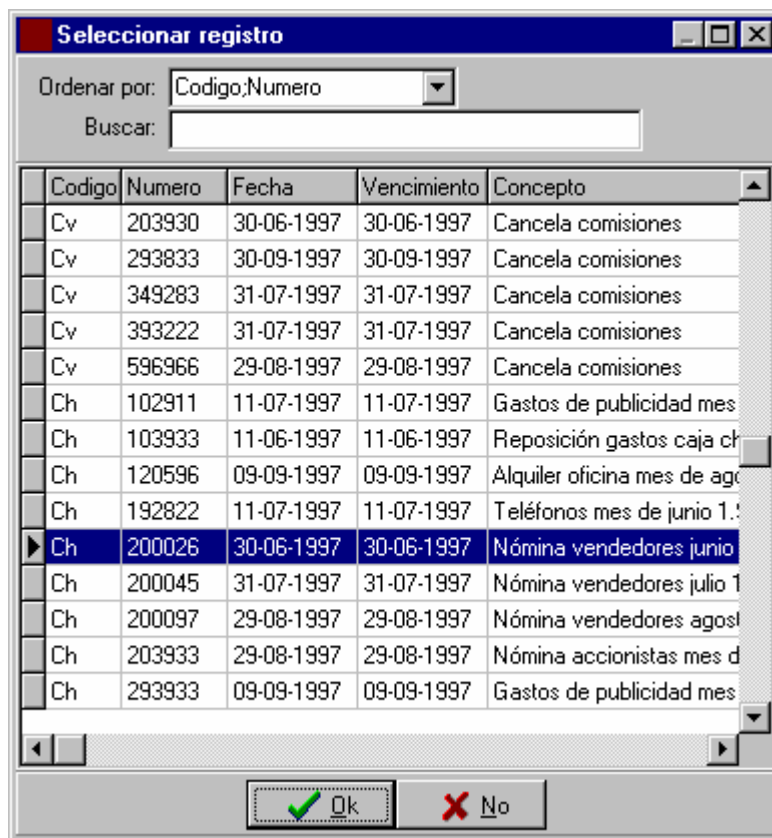 Seleccionar registro
Ordenar por: Codigo;Numero
Buscar:
Codigo Numero Fecha Vencimiento Concepto
Cv 203930 30-06-1997 30-06-1997 Cancela comisiones
Cv 293833 30-09-1997 30-09-1997 Cancela comisiones
Cv 349283 31-07-1997 31-07-1997 Cancela comisiones
Cv 393222 31-07-1997 31-07-1997 Cancela comisiones
Cv 596966 29-08-1997 29-08-1997 Cancela comisiones
Ch 102911 11-07-1997 11-07-1997 Gastos de publicidad mes
Ch 103933 11-06-1997 11-06-1997 Reposición gastos caja ch
Ch 120596 09-09-1997 09-09-1997 Alquiler oficina mes de ago
Ch 192822 11-07-1997 11-07-1997 Teléfonos mes de junio 1.
Ch 200026 30-06-1997 30-06-1997 Nómina vendedores junio
Ch 200045 31-07-1997 31-07-1997 Nómina vendedores julio 1
Ch 200097 29-08-1997 29-08-1997 Nómina vendedores agost
Ch 203933 29-08-1997 29-08-1997 Nómina accionistas mes d
Ch 293933 09-09-1997 09-09-1997 Gastos de publicidad mes
Ok No